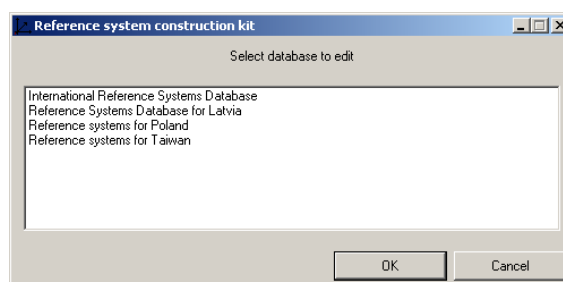 Reference system construction kit
Select database to edit
International Reference Systems Database
Reference Systems Database for Latvia
Reference systems for Poland
Reference systems for Taiwan
OK
Cancel